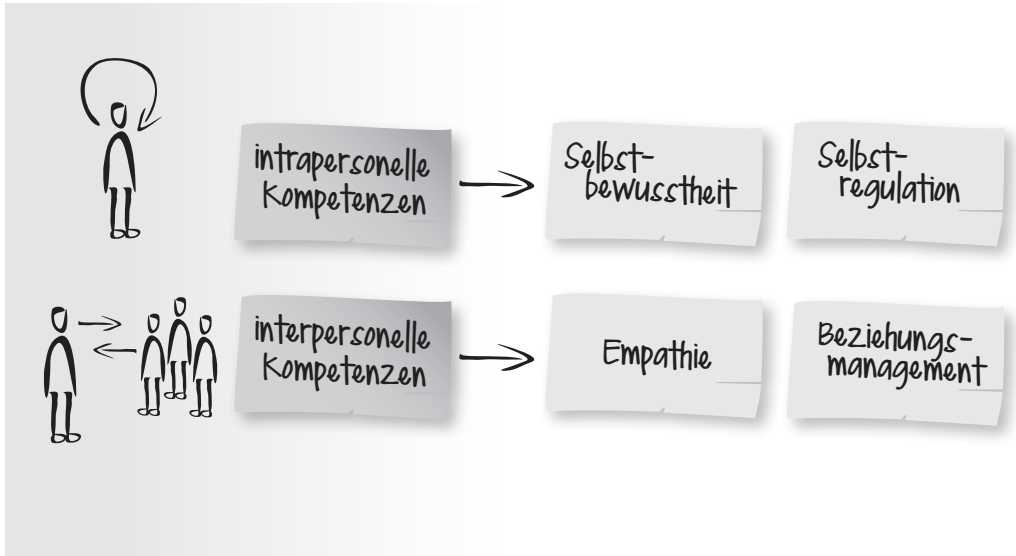 intrapersonelle
Kompetenzen
Selbst-
bewusstheit
Selbst-
regulation
interpersonelle
Kompetenzen
Empathie
Beziehungs-
management